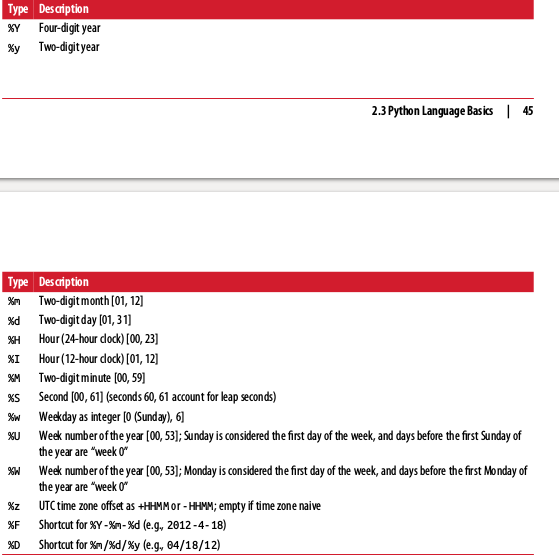 Type Description
%Y Four-digit year
%y Two-digit year
2.3 Python Language Basics | 45
Type Description
%m Two-digit month [01, 12]
%d Two-digit day [01, 31]
%H Hour (24-hour clock) [00, 23]
%I Hour (12-hour clock) [01, 12]
%M Two-digit minute [00, 59]
%S Second [00, 61] (seconds 60, 61 account for leap seconds)
%w Weekday as integer [0 (Sunday), 6]
%U Week number of the year [00, 53]; Sunday is considered the first day of the week, and days before the first Sunday of
the year are “week 0”
%W Week number of the year [00, 53]; Monday is considered the first day of the week, and days before the first Monday of
the year are “week 0”
%z UTC time zone offset as +HHMM or -HHMM; empty if time zone naive
%F Shortcut for %Y-%m-%d (e.g., 2012-4-18)
%D Shortcut for %m/%d/%y (e.g., 04/18/12)